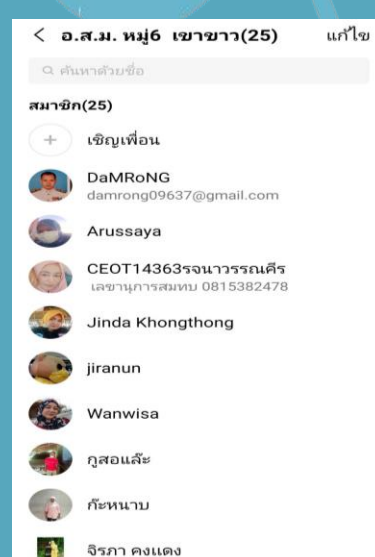 < อ.ส.ม. หมู่6 เขาขาว(25) แก้ไข
ค้นหาด้วยชื่อ
สมาชิก(25)
เชิญเพื่อน
DaMRoNG
damrong09637@gmail.com
Arussaya
CEOT14363รจนาวรรณคีร
เลขานุการสมทบ 0815382478
Jinda Khongthong
jiranun
Wanwisa
กูสอแล๊ะ
ก๊ะหนาบ
จิรภา คงแดง